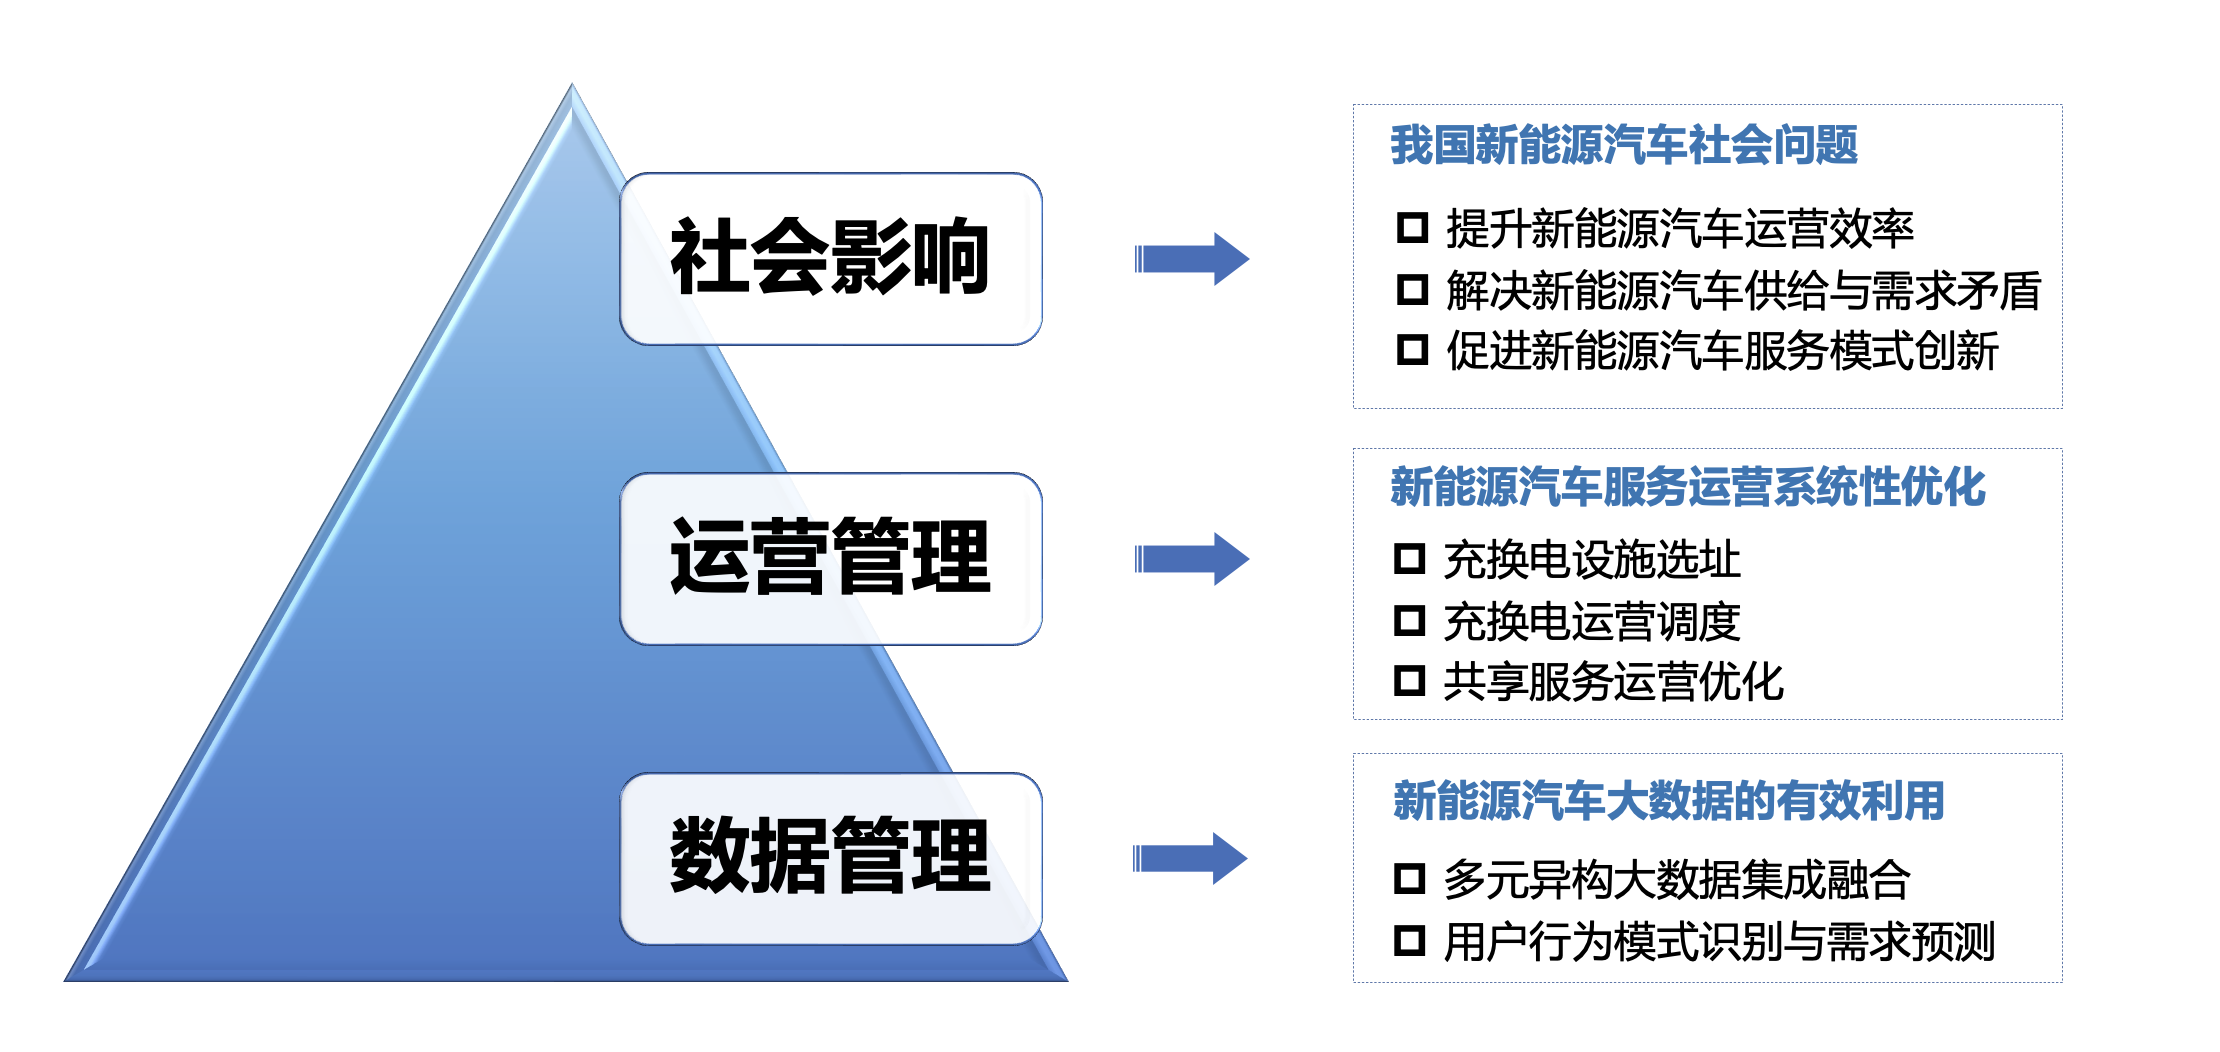 社会影响
我国新能源汽车社会问题
提升新能源汽车运营效率
解决新能源汽车供给与需求矛盾
促进新能源汽车服务模式创新
运营管理
新能源汽车服务运营系统性优化
充换电设施选址
充换电运营调度
共享服务运营优化
数据管理
新能源汽车大数据的有效利用
多元异构大数据集成融合
用户行为模式识别与需求预测